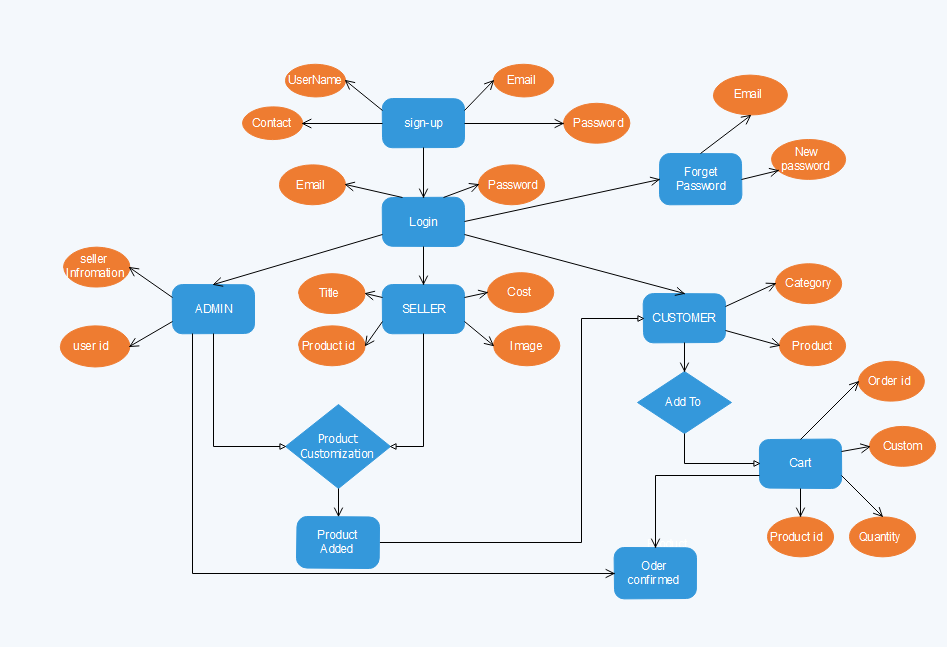 UserName
Email
Contact
sign-up
Password
Email
New
password
Forget
Password
Email
Password
Login
seller
Infromation
ADMIN
user id
Title
SELLER
Cost
Product id
Image
Category
CUSTOMER
Product
Add To
Order id
Custom
Cart
Product id
Quantity
Product
Customization
Product
Added
Oder
confirmed